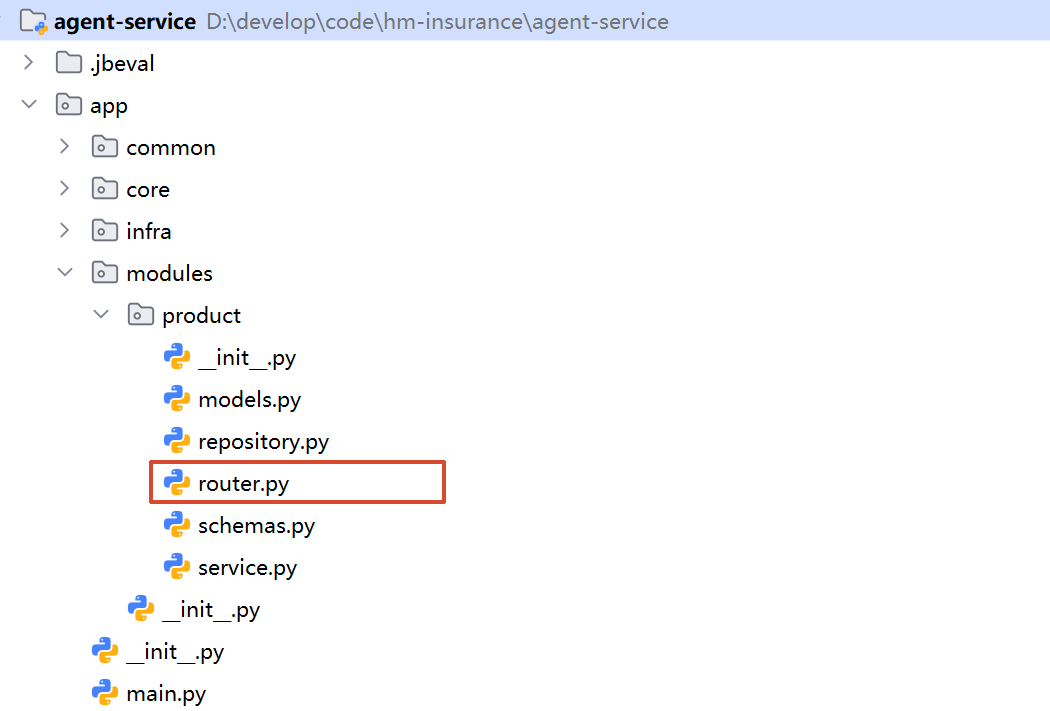 agent-service D:\develop\code\hm-insurance\agent-service
.jbeval
app
common
core
infra
modules
product
__init__.py
models.py
repository.py
router.py
schemas.py
service.py
__init__.py
__init__.py
main.py